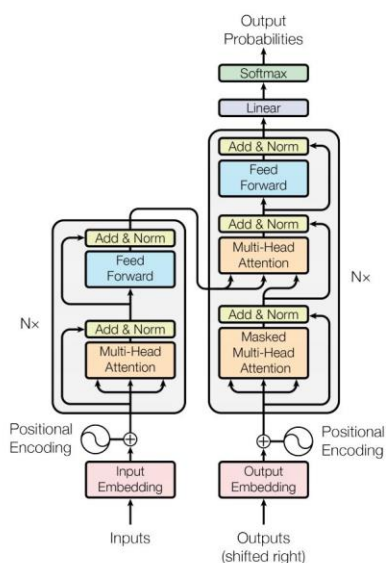 Output
Probabilities
Softmax
Linear
Add & Norm
Feed
Forward
Add & Norm
Multi-Head
Attention
Add & Norm
Masked
Multi-Head
Attention
Nx
Positional
Encoding
Output
Embedding
Outputs
(shifted right)
Add & Norm
Feed
Forward
Add & Norm
Multi-Head
Attention
Nx
Positional
Encoding
Input
Embedding
Inputs